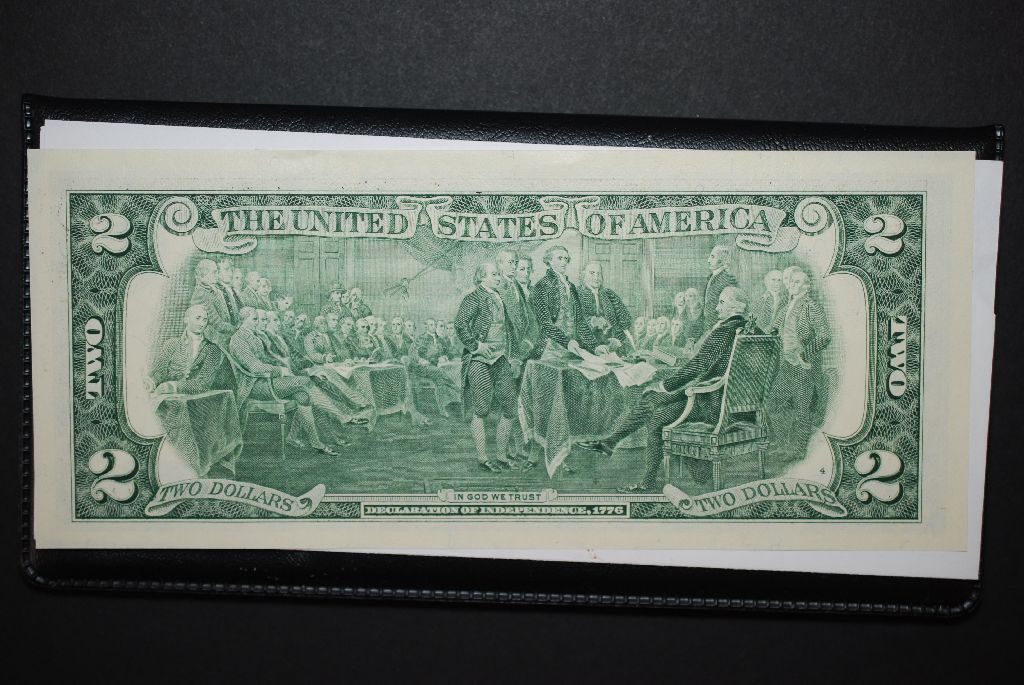 THE UNITED STATES OF AMERICA
2
2
TWO
TWO
2
2
4
TWO DOLLARS
IN GOD WE TRUST
TWO DOLLARS
DECLARATION OF INDEPENDENCE, 1776